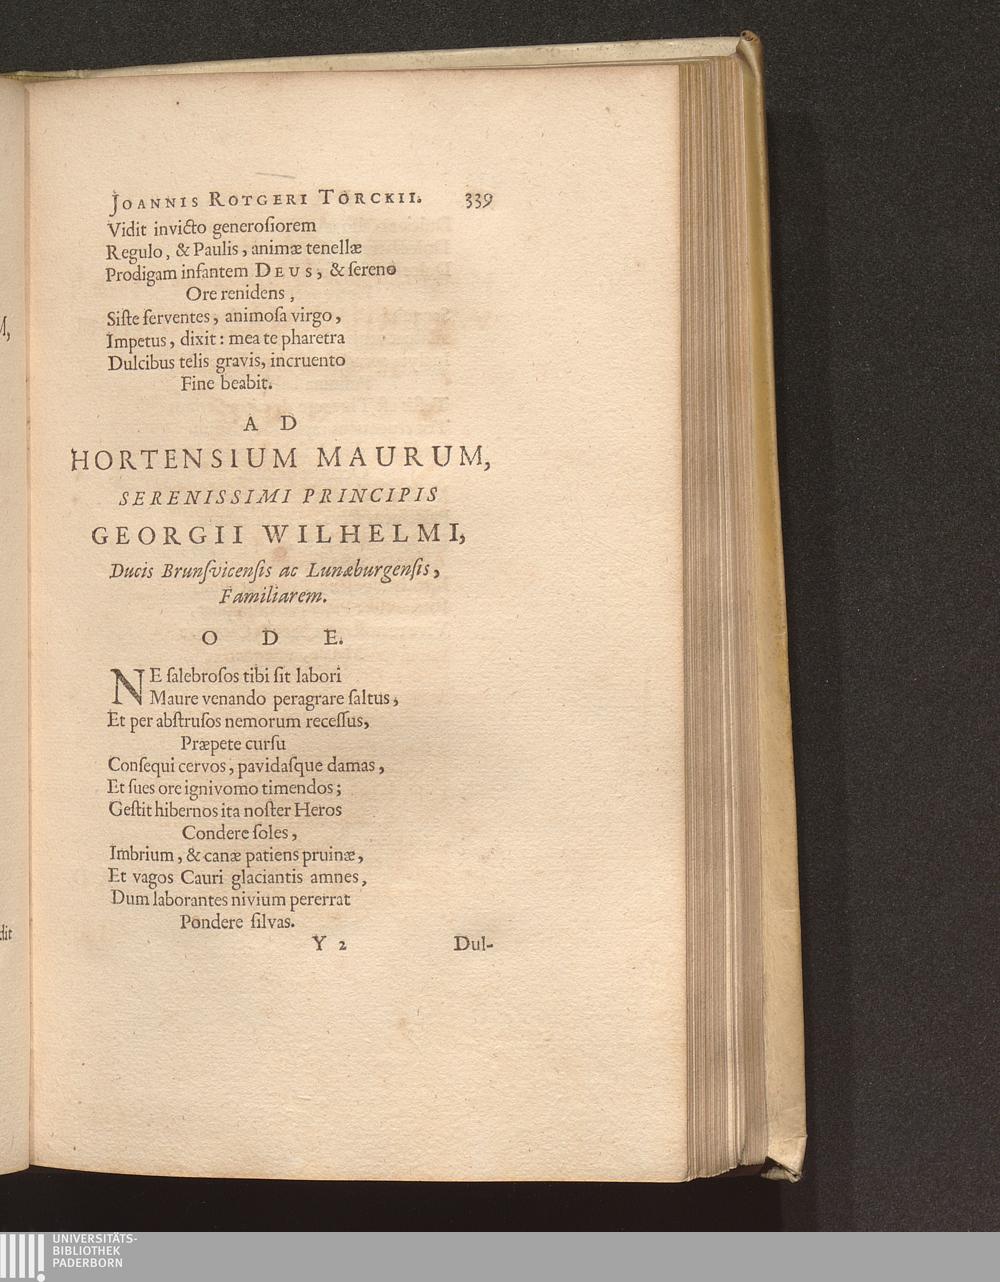 JOANNIS ROTGERI TORCKII. 339
Vidit invicto generoſiorem
Regulo, & Paulis, animæ tenellæ
Prodigam infantem DEUS, & ſereno
Ore renidens,
Siſte ferventes, animoſa virgo,
Impetus, dixit: mea te pharetra
Dulcibus telis gravis, incruento
Fine beabit.
AD
HORTENSIUM MAURUM,
SERENISSIMI PRINCIPIS
GEORGII WILHELMI,
Ducis Brunſvicenſis ac Lunæburgenſis,
Familiarem.
ODE.
NE ſalebroſos tibi ſit labori
Maure venando peragrare ſaltus,
Et per abſtruſos nemorum receſſus,
Præpete curſu
Conſequi cervos, pavidaſque damas,
Et ſues ore ignivomo timendos;
Geſtit hibernos ita noſter Heros
Condere ſoles,
Imbrium, & canæ patiens pruinæ,
Et vagos Cauri glaciantis amnes,
Dum laborantes nivium pererrat
Pondere ſilvas.
Y 2 Dul-
UNIVERSITÄTS-
BIBLIOTHEK
PADERBORN